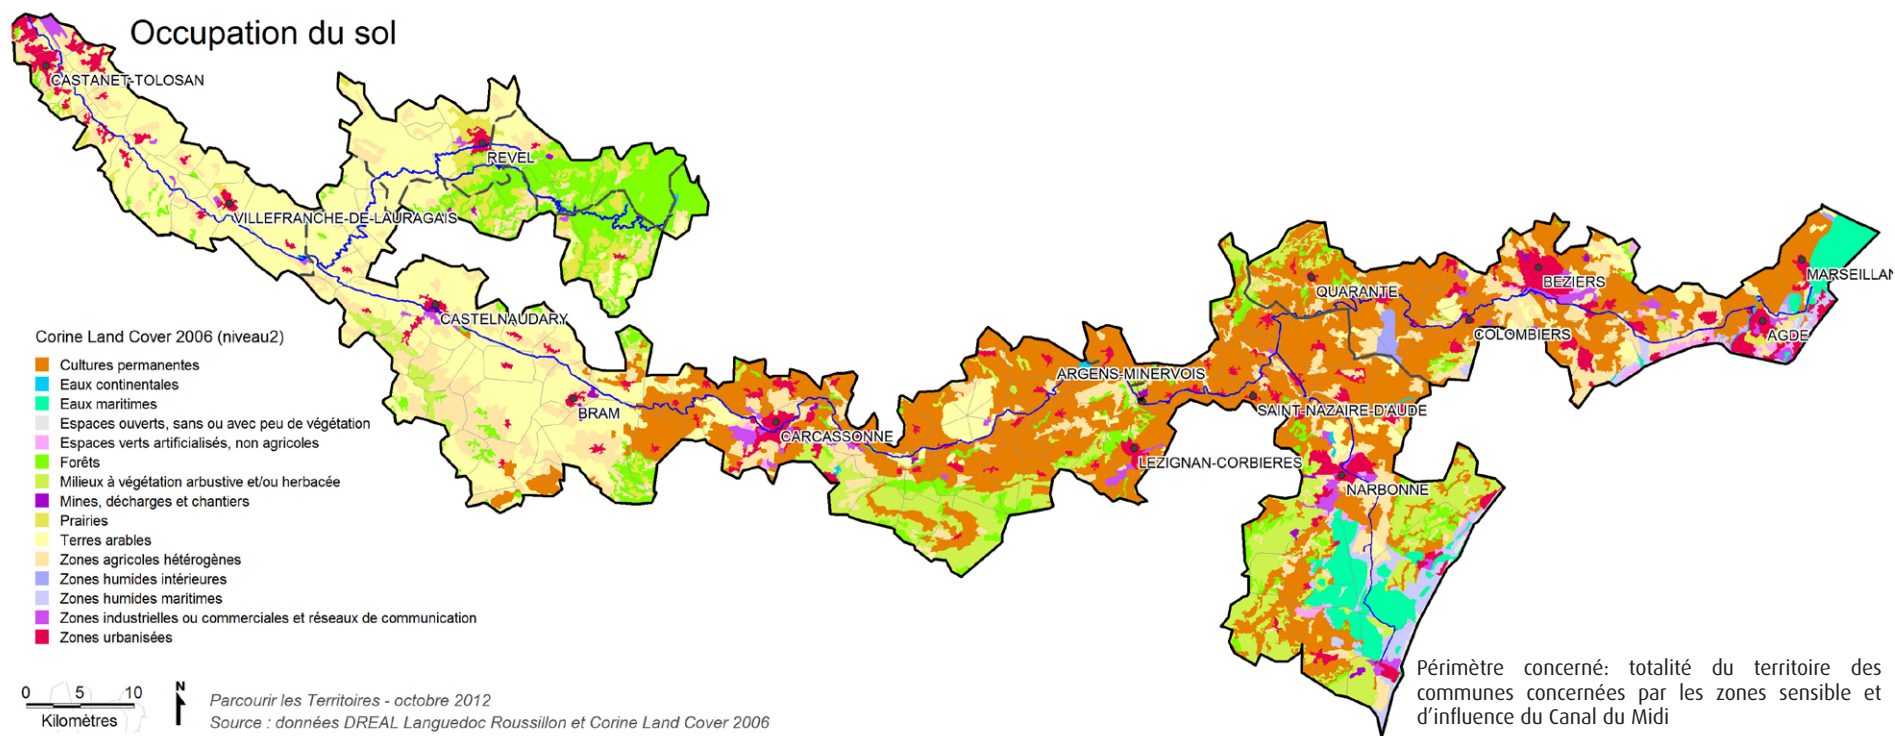 Occupation du sol
CASTANET-TOLOSAN
REVEL
VILLEFRANCHE-DE-LAURAGAIS
CASTELNAUDARY
BRAM
CARCASSONNE
ARGENS-MINERVOIS
LEZIGNAN-CORBIERES
SAINT-NAZAIRE-D'AUDE
NARBONNE
QUARANTE
COLOMBIERS
BEZIERS
AGDE
MARSEILLAN
Corine Land Cover 2006 (niveau2)
Cultures permanentes
Eaux continentales
Eaux maritimes
Espaces ouverts, sans ou avec peu de végétation
Espaces verts artificialisés, non agricoles
Forêts
Milieux à végétation arbustive et/ou herbacée
Mines, décharges et chantiers
Prairies
Terres arables
Zones agricoles hétérogènes
Zones humides intérieures
Zones humides maritimes
Zones industrielles ou commerciales et réseaux de communication
Zones urbanisées
0 5 10
Kilomètres
N
Parcourir les Territoires - octobre 2012
Source : données DREAL Languedoc Roussillon et Corine Land Cover 2006
Périmètre concerné: totalité du territoire des
communes concernées par les zones sensible et
d'influence du Canal du Midi